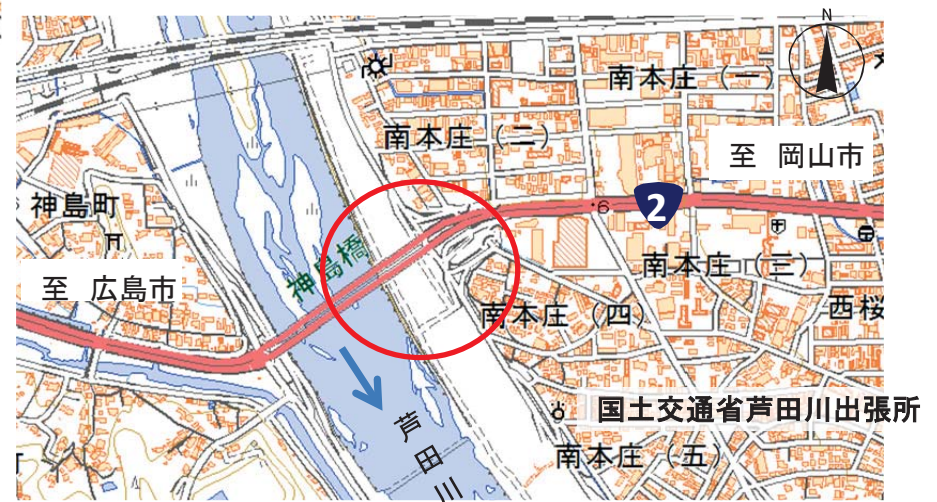 N
南本庄（一）
南本庄（二）
至 岡山市
神島町
2
6
神島橋
南本庄（三）
至 広島市
南本庄（四）
西桜
国土交通省芦田川出張所
芦田川
南本庄（五）
町